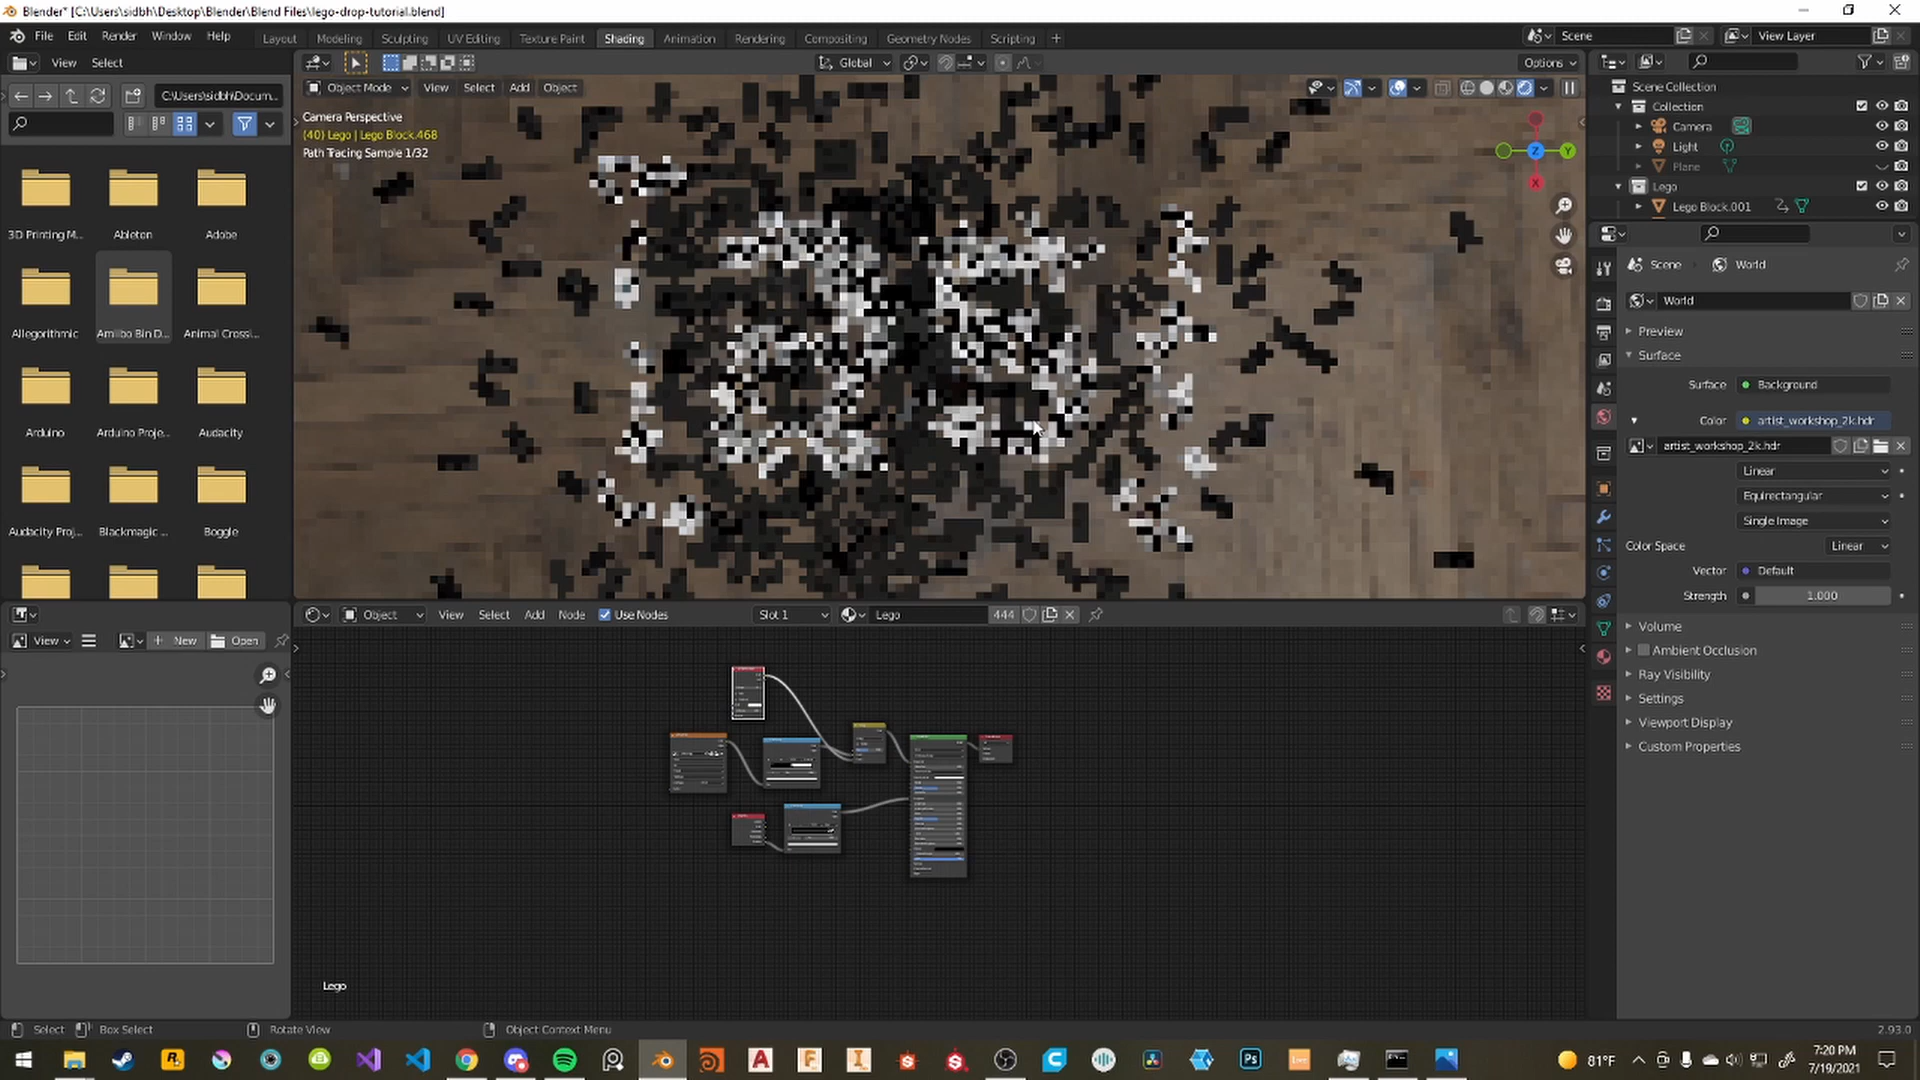 Blender* [C:\Users\sidbh\Desktop\Blender\Blend Files\lego-drop-tutorial.blend]
File Edit Render Window Help
Layout Modeling Sculpting UV Editing Texture Paint Shading Animation Rendering Compositing Geometry Nodes Scripting +
Scene
View Layer
View Select
Global
Options
C:\Users\sidbh\Docum...
Object Mode View Select Add Object
Camera Perspective
(40) Lego | Lego Block.468
Path Tracing Sample 1/32
Z
Y
X
3D Printing M...
Ableton
Adobe
Allegorithmic
Amiibo Bin D...
Animal Crossi...
Arduino
Arduino Proje...
Audacity
Audacity Proj...
Blackmagic ...
Boggle
Scene Collection
Collection
Camera
Light
Plane
Lego
Lego Block.001
Scene World
World
Preview
Surface
Surface Background
Color artist_workshop_2k.hdr
artist_workshop_2k.hdr
Linear
Equirectangular
Single Image
Color Space Linear
Vector Default
Strength 1.000
Volume
Ambient Occlusion
Ray Visibility
Settings
Viewport Display
Custom Properties
Object View Select Add Node Use Nodes Slot 1 Lego 444
View + New Open
Lego
Select Box Select Rotate View Object Context Menu
2.93.0
81°F
7:20 PM
7/19/2021